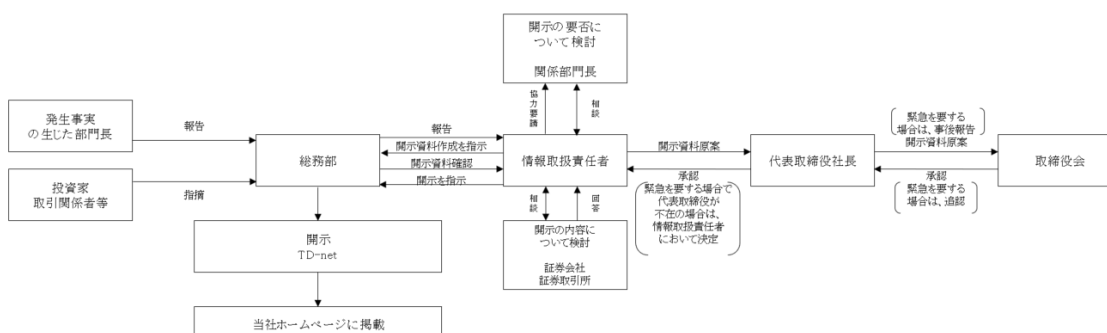 開示の要否に
ついて検討
関係部門長
協力要請
相談
発生事実
の生じた部門長
報告
投資家
取引関係者等
指摘
総務部
報告
開示資料作成を指示
開示資料確認
開示を指示
情報取扱責任者
開示資料原案
承認
緊急を要する場合で
代表取締役が
不在の場合は、
情報取扱責任者
において決定
代表取締役社長
緊急を要する
場合は、事後報告
開示資料原案
承認
緊急を要する
場合は、追認
取締役会
相談
回答
開示の内容に
ついて検討
証券会社
証券取引所
開示
TD-net
当社ホームページに掲載